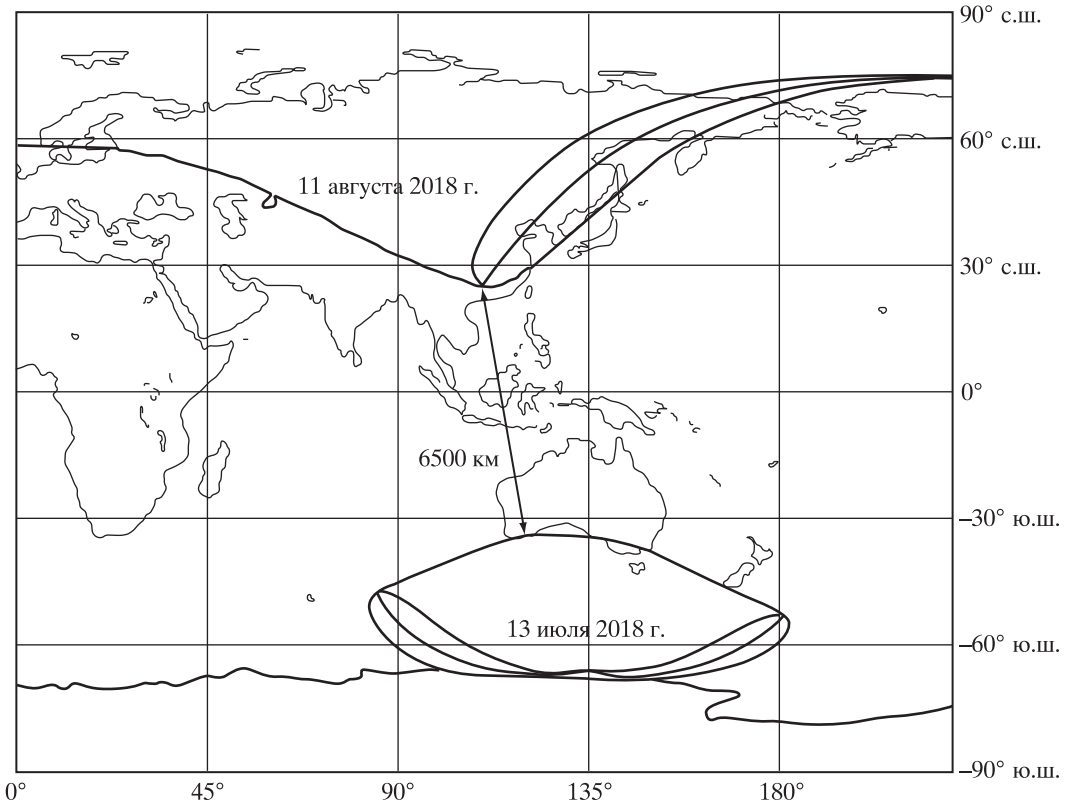 90° с.ш.
60° с.ш.
11 августа 2018 г.
30° с.ш.
0°
6500 км
–30° ю.ш.
13 июля 2018 г.
–60° ю.ш.
–90° ю.ш.
0° 45° 90° 135° 180°